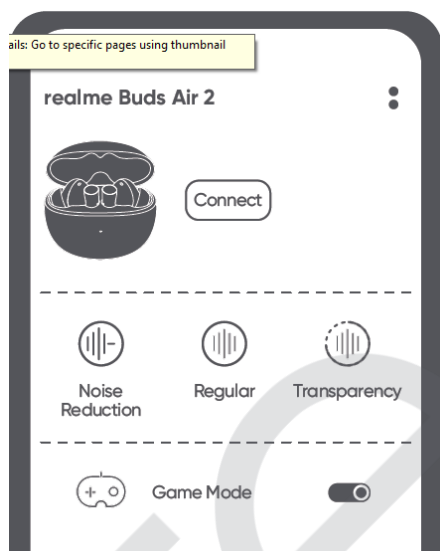 ails: Go to specific pages using thumbnail
realme Buds Air 2
Connect
Noise
Reduction
Regular
Transparency
Game Mode